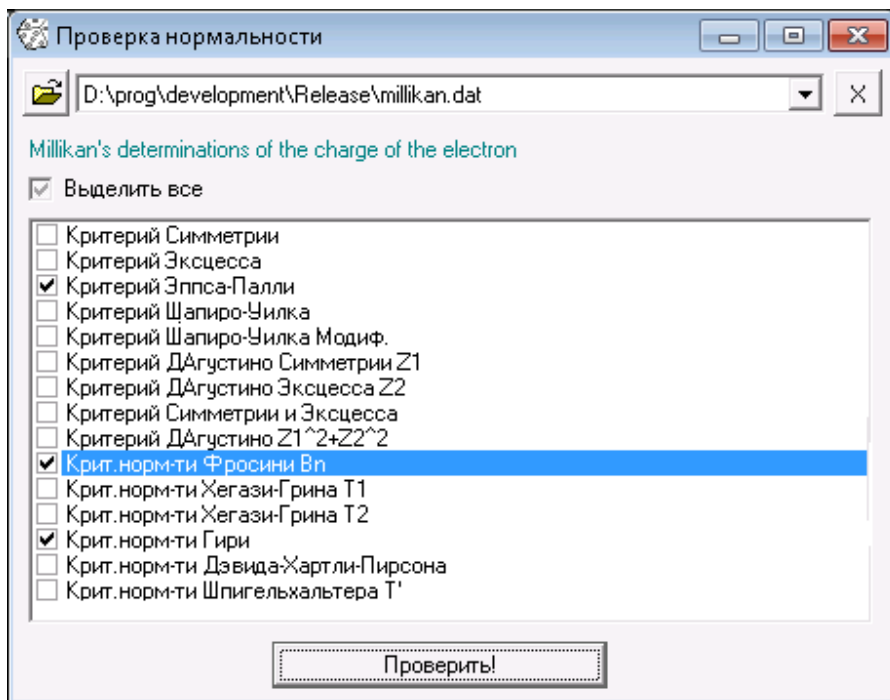 Проверка нормальности
D:\prog\development\Release\millikan.dat
Millikan's determinations of the charge of the electron
Выделить все
Критерий Симметрии
Критерий Эксцесса
Критерий Эппса-Палли
Критерий Шапиро-Уилка
Критерий Шапиро-Уилка Модиф.
Критерий ДАгустино Симметрии Z1
Критерий ДАгустино Эксцесса Z2
Критерий Симметрии и Эксцесса
Критерий ДАгустино Z1^2+Z2^2
Крит.норм-ти Фросини Bn
Крит.норм-ти Хегази-Грина T1
Крит.норм-ти Хегази-Грина T2
Крит.норм-ти Гири
Крит.норм-ти Дэвида-Хартли-Пирсона
Крит.норм-ти Шпигельхальтера T'
Проверить!